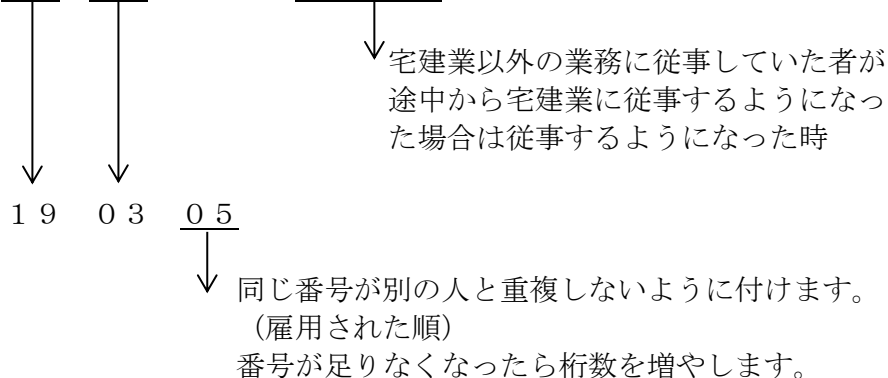 宅建業以外の業務に従事していた者が
途中から宅建業に従事するようになっ
た場合は従事するようになった時
１９　０３　０５
同じ番号が別の人と重複しないように付けます。
（雇用された順）
番号が足りなくなったら桁数を増やします。